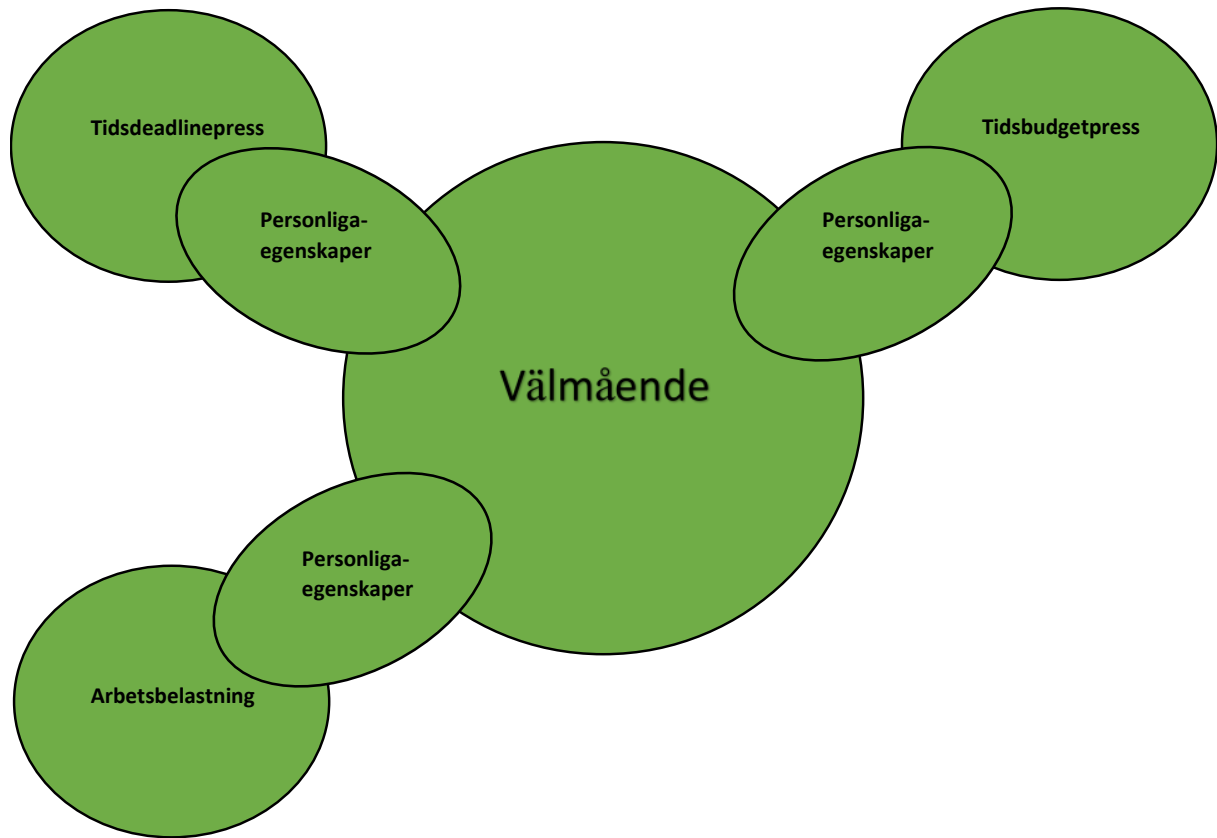 Tidsdeadlinepress
Tidsbudgetpress
Personliga-
egenskaper
Personliga-
egenskaper
Välmående
Personliga-
egenskaper
Arbetsbelastning